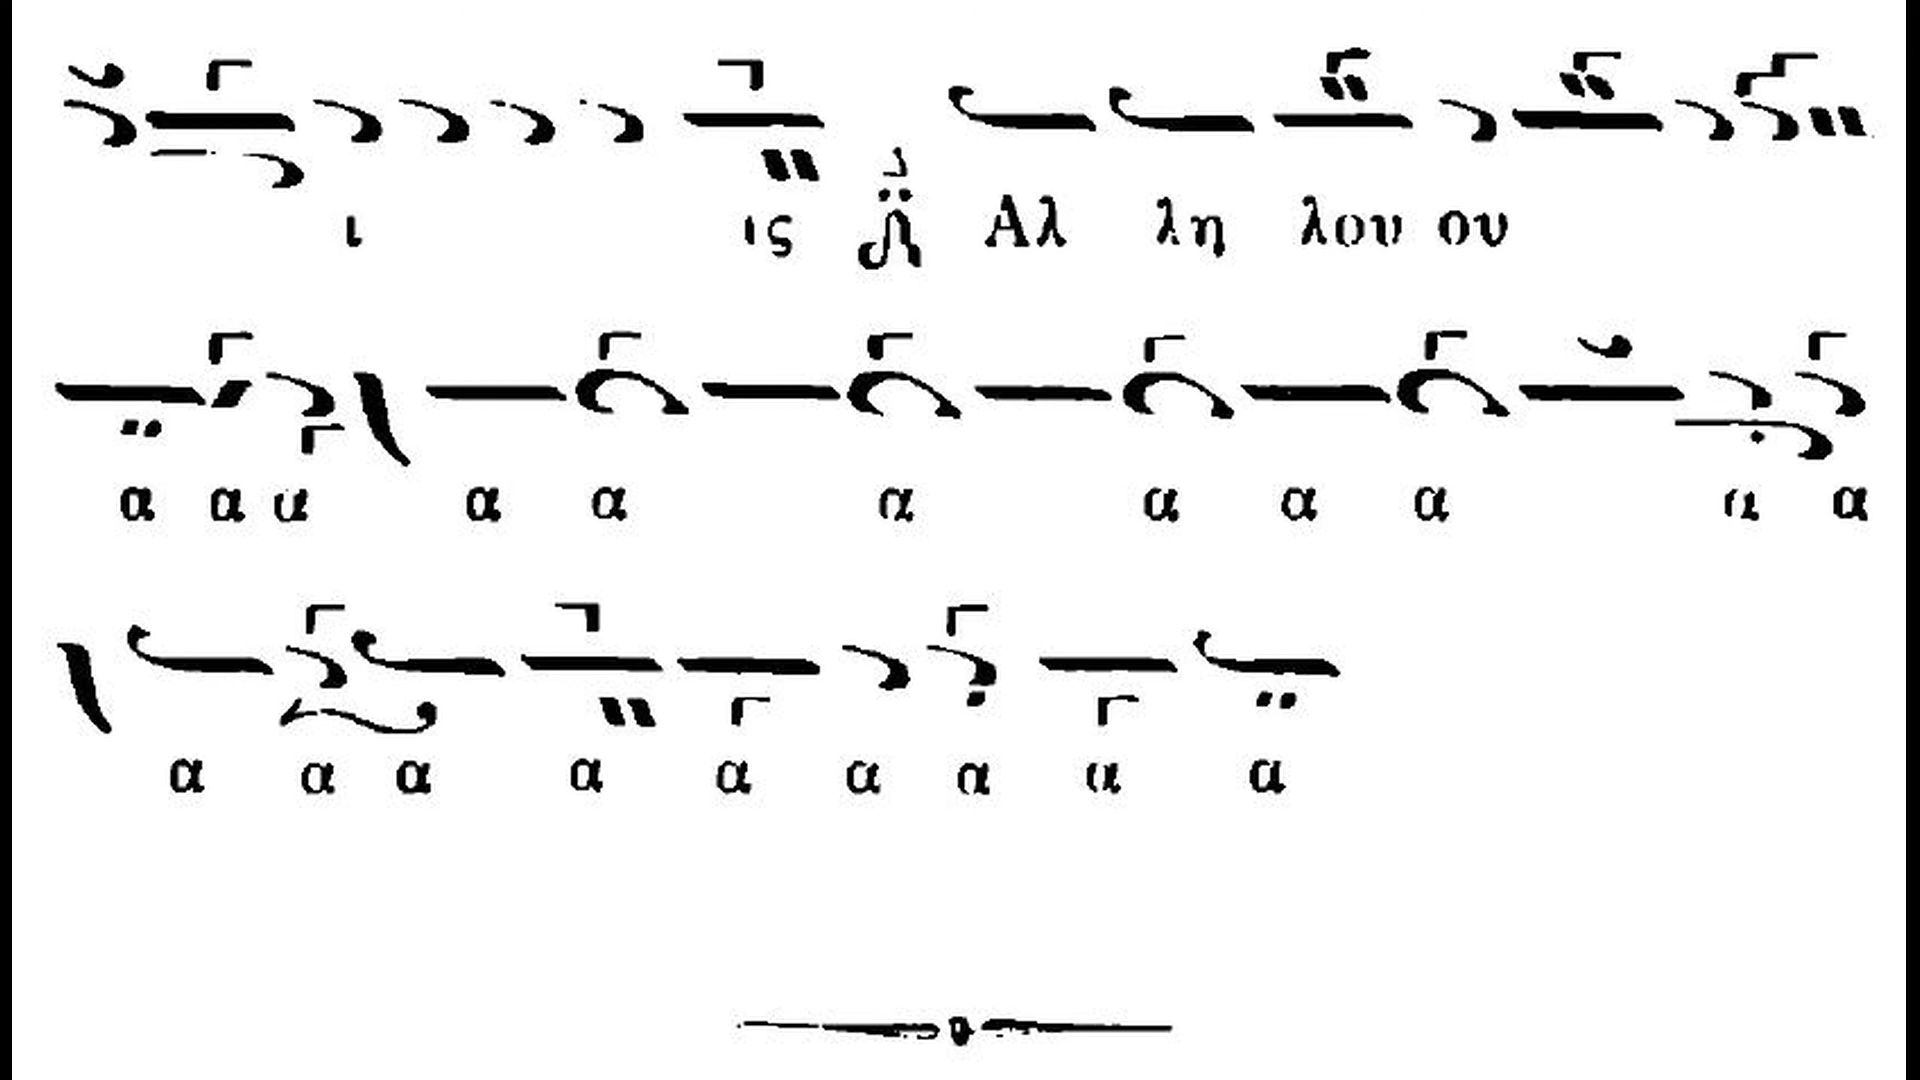 ι ις Αλ λη λου ου
α α α α α α α α α α α
α α α α α α α α α